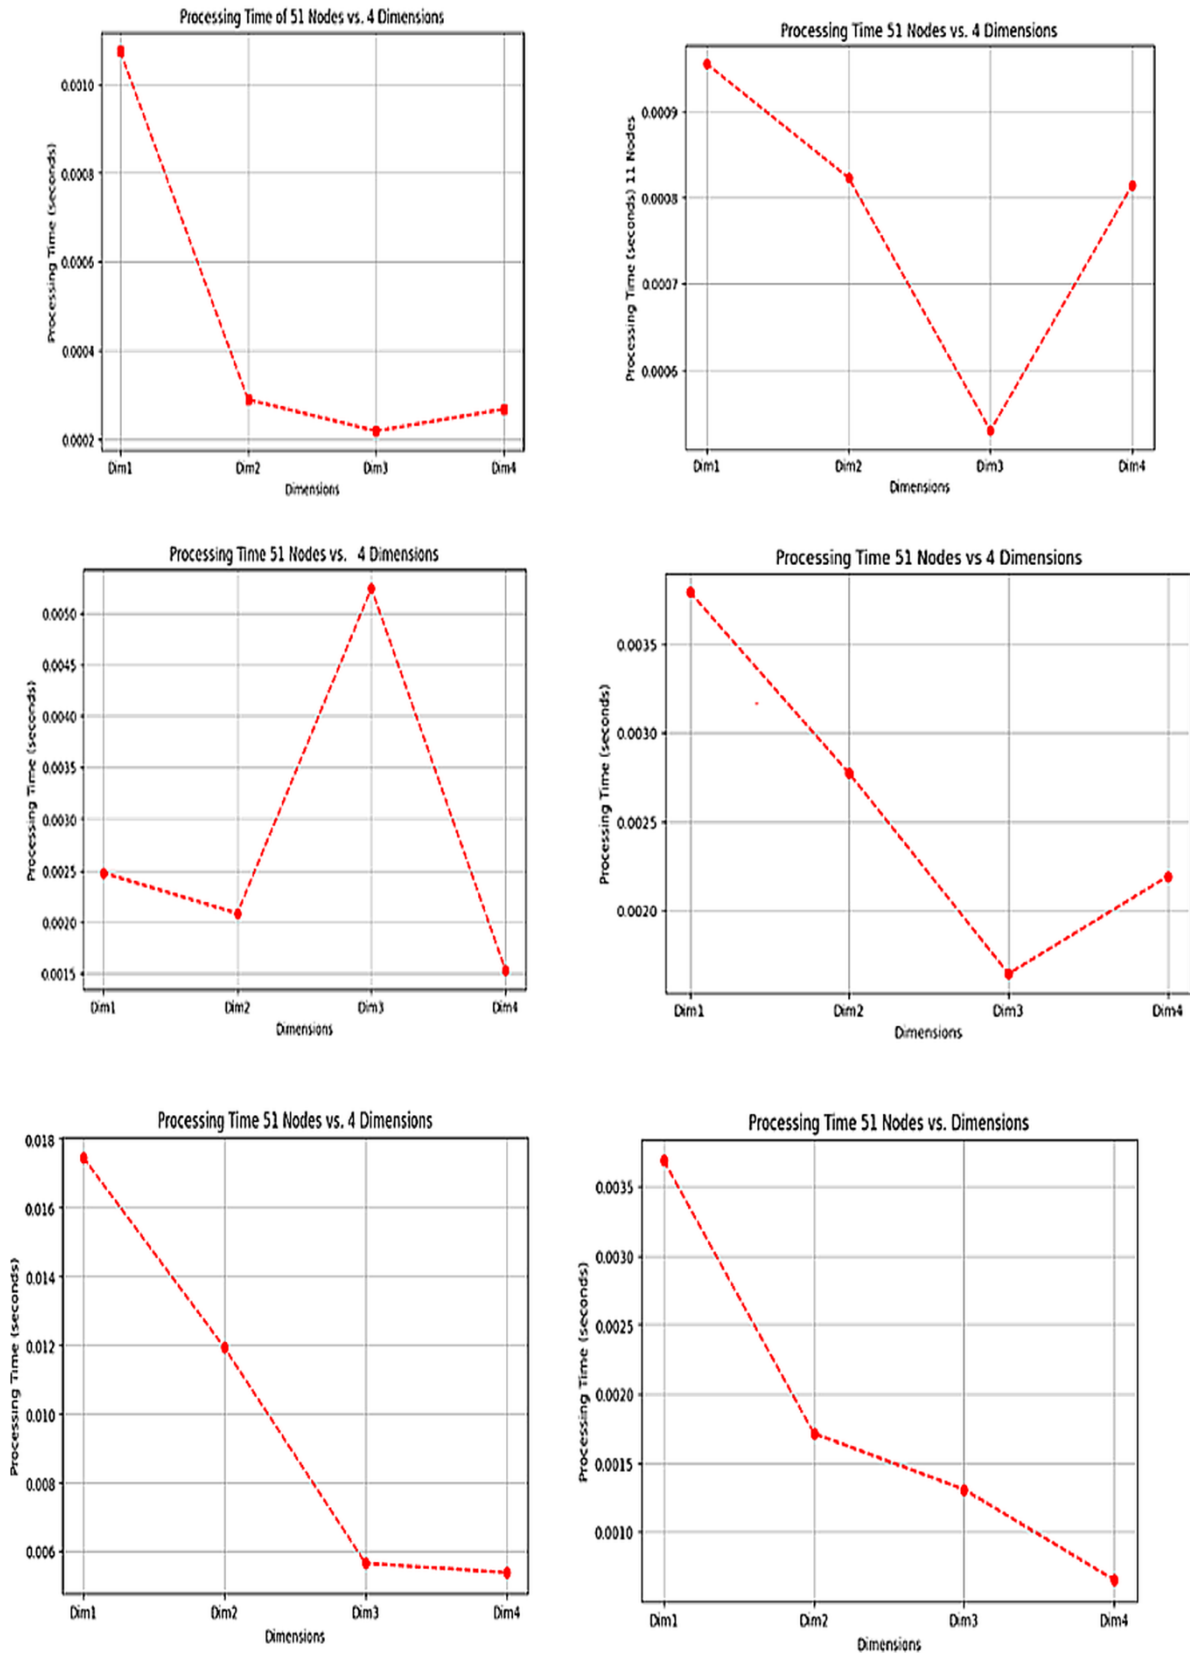 Processing Time of 51 Nodes vs. 4 Dimensions
Processing Time (seconds)
0.0010
0.0008
0.0006
0.0004
0.0002
Dim1 Dim2 Dim3 Dim4
Dimensions
Processing Time 51 Nodes vs. 4 Dimensions
Processing Time (seconds) 11 Nodes
0.0009
0.0008
0.0007
0.0006
Dim1 Dim2 Dim3 Dim4
Dimensions
Processing Time 51 Nodes vs. 4 Dimensions
Processing Time (seconds)
0.0050
0.0045
0.0040
0.0035
0.0030
0.0025
0.0020
0.0015
Dim1 Dim2 Dim3 Dim4
Dimensions
Processing Time 51 Nodes vs 4 Dimensions
Processing Time (seconds)
0.0035
0.0030
0.0025
0.0020
Dim1 Dim2 Dim3 Dim4
Dimensions
Processing Time 51 Nodes vs. 4 Dimensions
Processing Time (seconds)
0.018
0.016
0.014
0.012
0.010
0.008
0.006
Dim1 Dim2 Dim3 Dim4
Dimensions
Processing Time 51 Nodes vs. Dimensions
Processing Time (seconds)
0.0035
0.0030
0.0025
0.0020
0.0015
0.0010
Dim1 Dim2 Dim3 Dim4
Dimensions